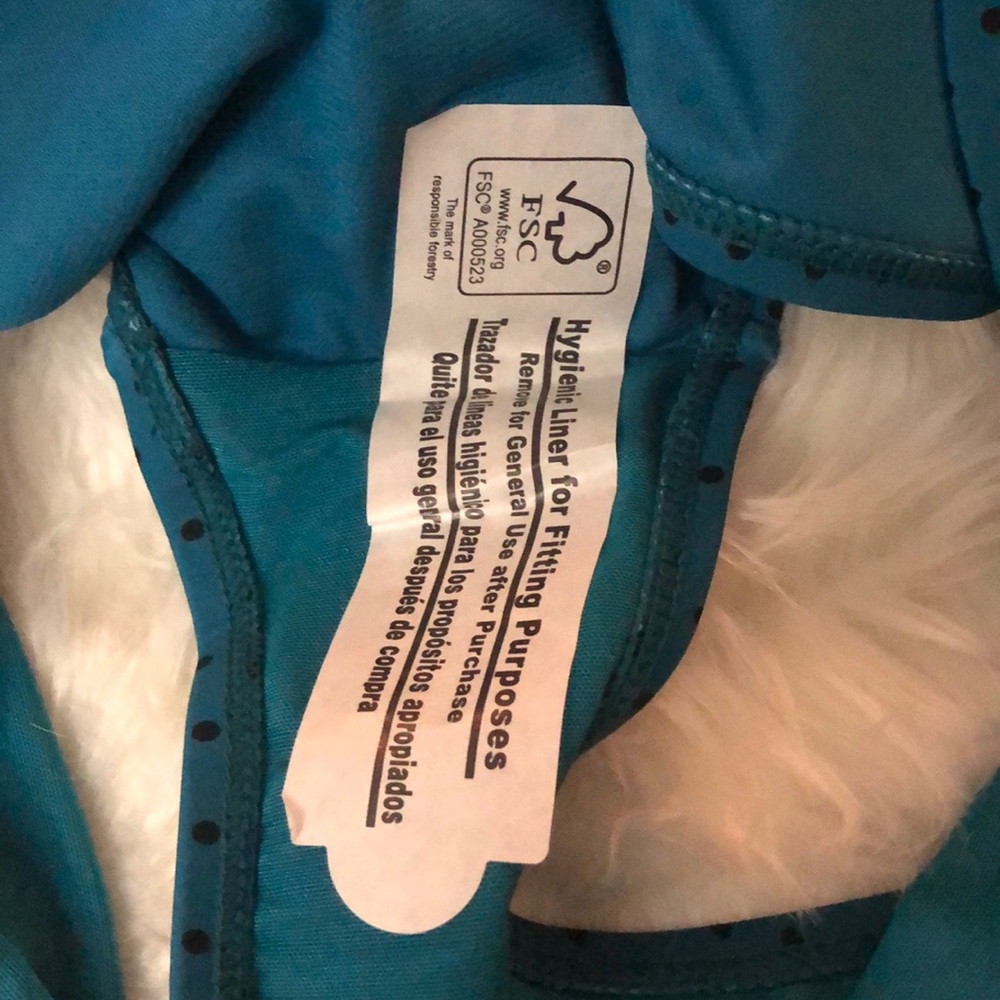 FSC
www.fsc.org
FSC® A000523
The mark of
responsible forestry
Hygienic Liner for Fitting Purposes
Remove for General Use after Purchase
Trazador de líneas higiénico para los propósitos apropiados
Quite para el uso general después de compra